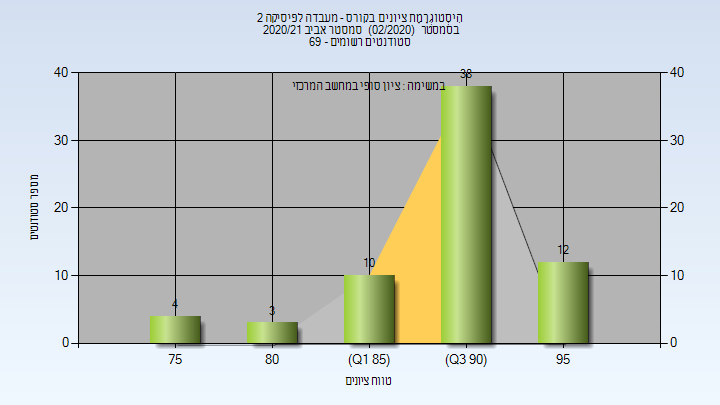 היסטוגרמת ציונים בקורס - מעבדה לפיסיקה 2
בסמסטר (02/2020) סמסטר אביב 2020/21
סטודנטים רשומים - 69
במשימה : ציון סופי במחשב המרכזי
40
30
20
10
0
40
30
20
10
0
מספר סטודנטים
4
3
10
38
12
75
80
(Q1 85)
(Q3 90)
95
טווח ציונים